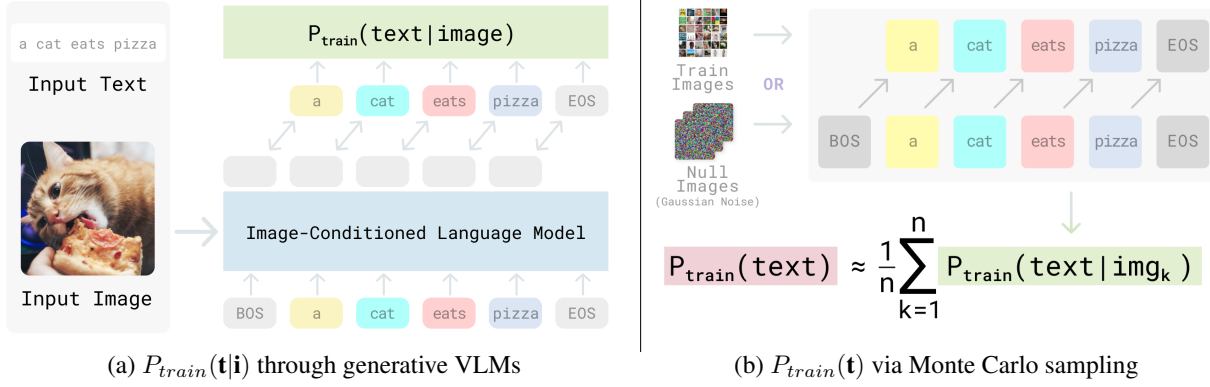 a cat eats pizza
Input Text
Input Image
P_train(text|image)
a cat eats pizza EOS
Image-Conditioned Language Model
BOS a cat eats pizza EOS
(a) P_train(t|i) through generative VLMs
Train
Images
OR
Null
Images
(Gaussian Noise)
a cat eats pizza EOS
BOS a cat eats pizza EOS
P_train(text) ≈ 1/n ∑_{k=1}^{n} P_train(text|img_k)
(b) P_train(t) via Monte Carlo sampling